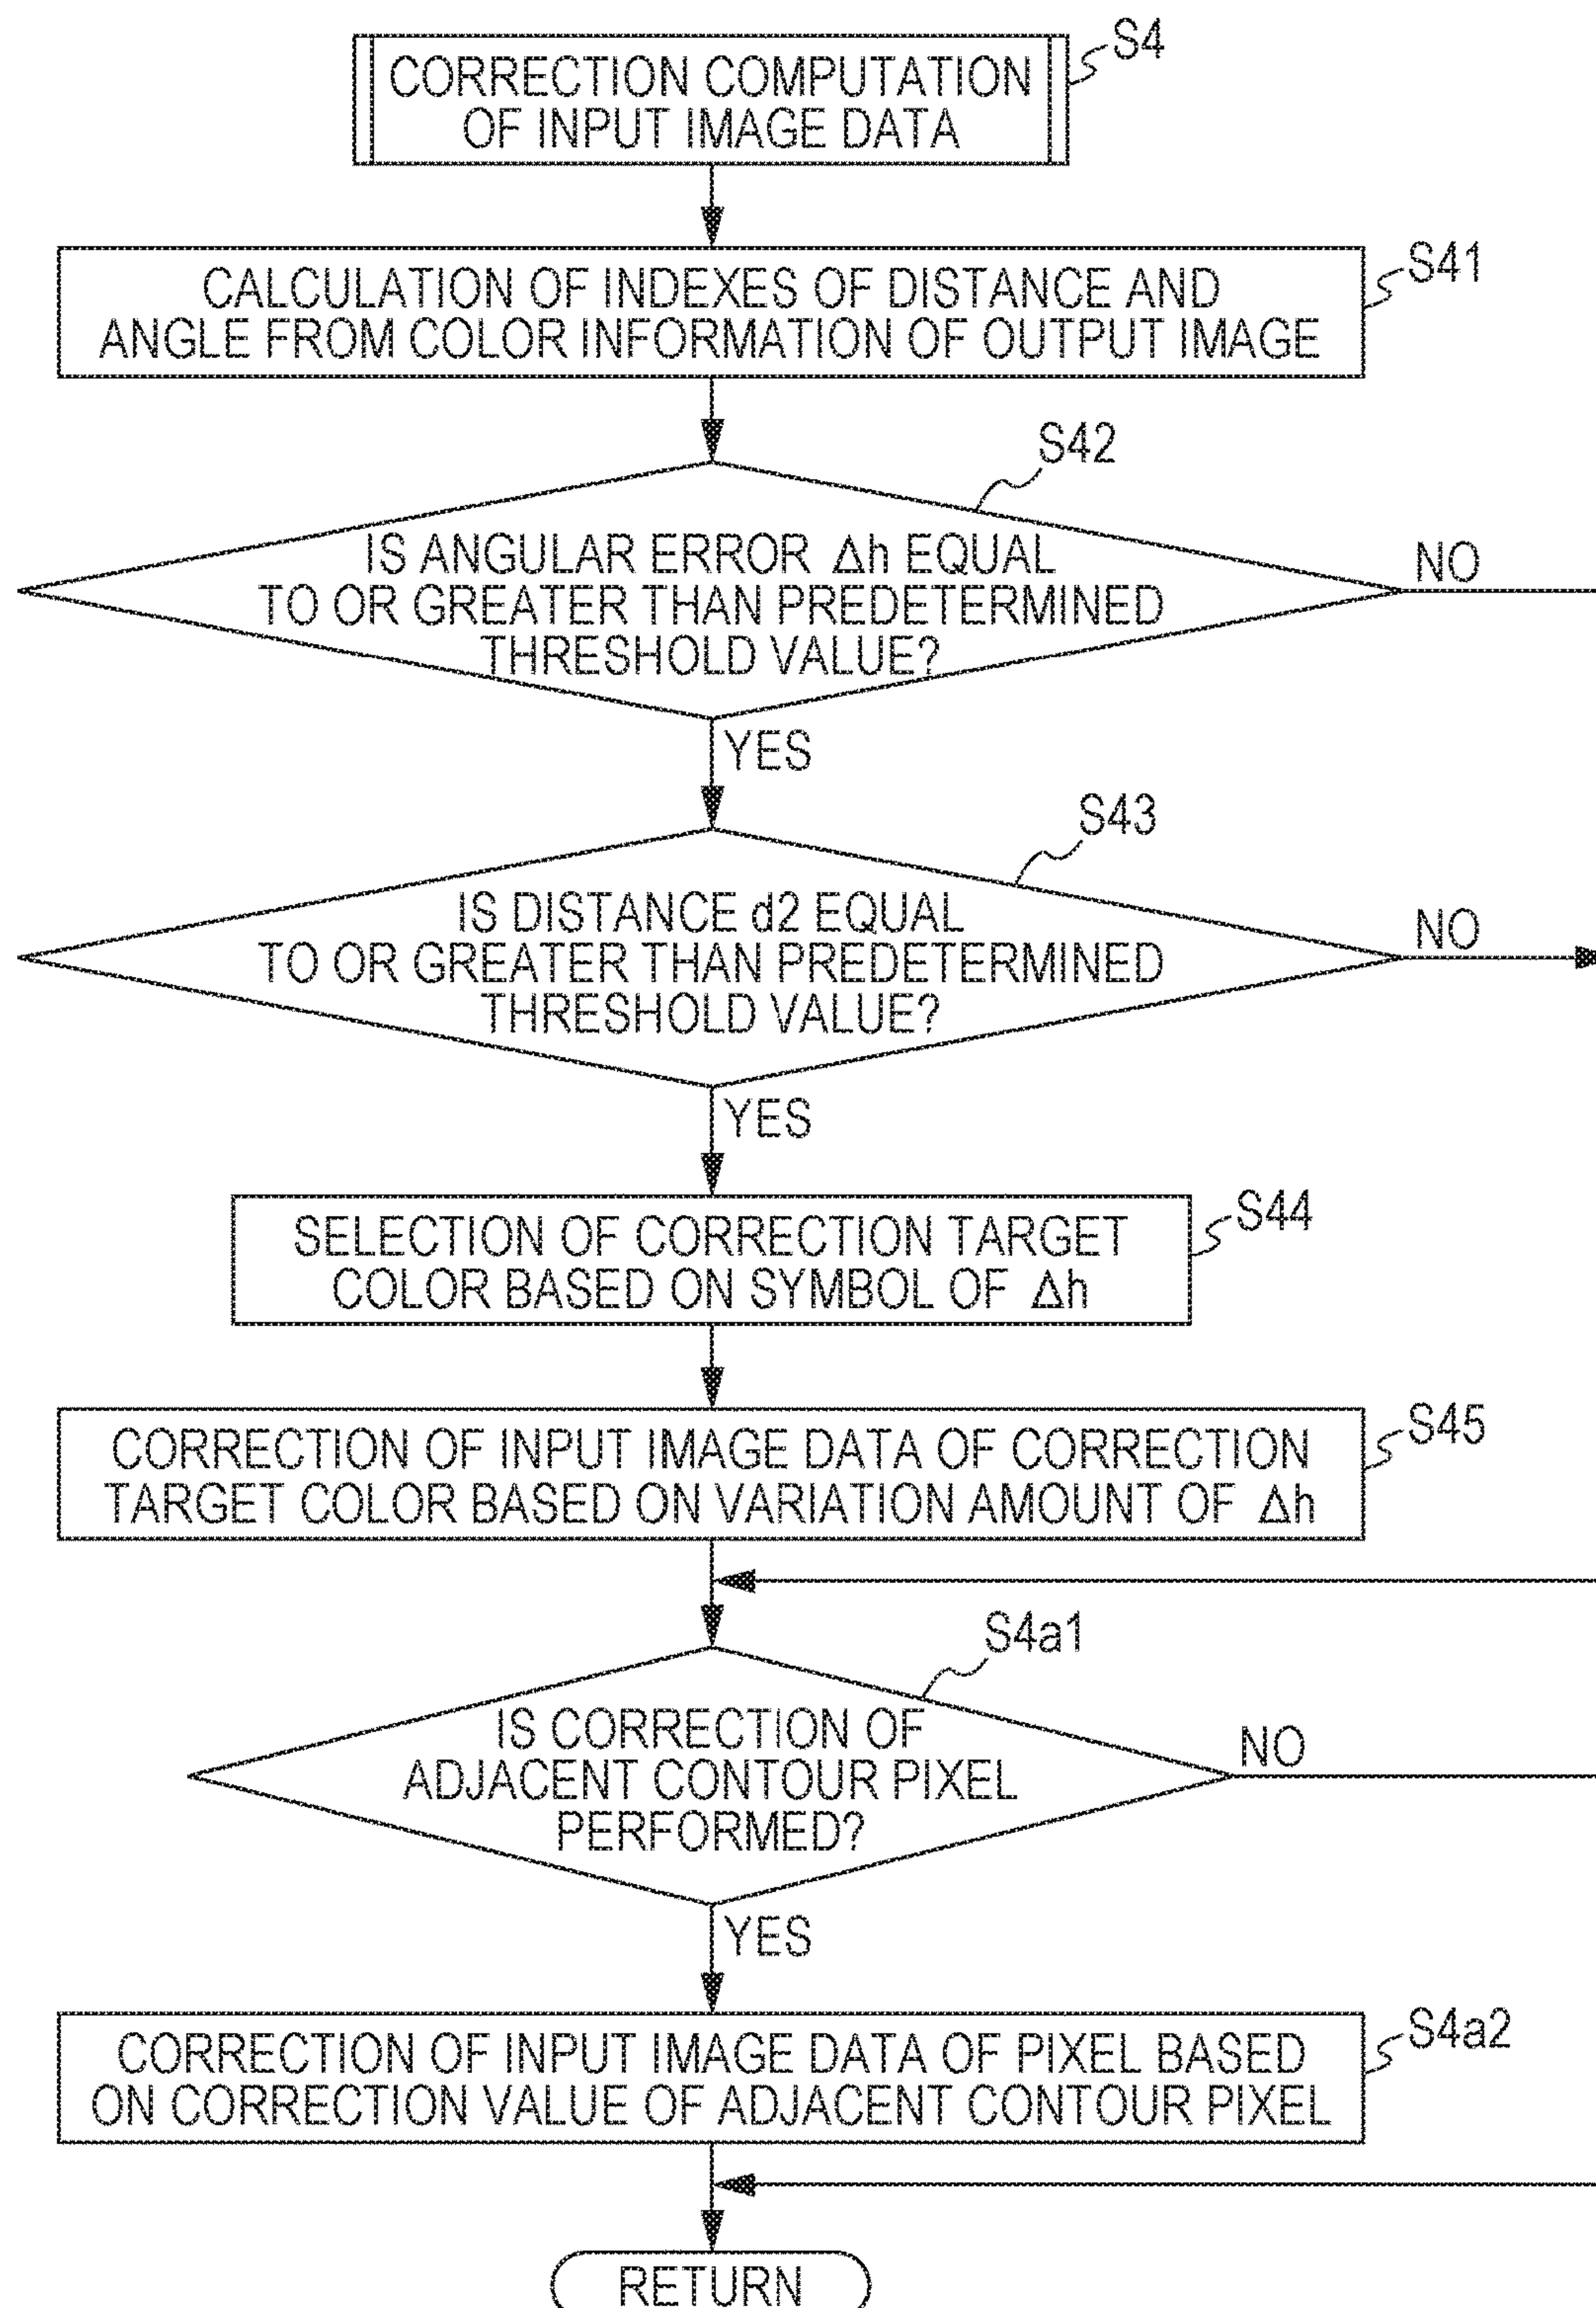 S4
CORRECTION COMPUTATION
OF INPUT IMAGE DATA
S41
CALCULATION OF INDEXES OF DISTANCE AND
ANGLE FROM COLOR INFORMATION OF OUTPUT IMAGE
S42
IS ANGULAR ERROR Δh EQUAL
TO OR GREATER THAN PREDETERMINED
THRESHOLD VALUE?
NO
YES
S43
IS DISTANCE d2 EQUAL
TO OR GREATER THAN PREDETERMINED
THRESHOLD VALUE?
NO
YES
S44
SELECTION OF CORRECTION TARGET
COLOR BASED ON SYMBOL OF Δh
S45
CORRECTION OF INPUT IMAGE DATA OF CORRECTION
TARGET COLOR BASED ON VARIATION AMOUNT OF Δh
S4a1
IS CORRECTION OF
ADJACENT CONTOUR PIXEL
PERFORMED?
NO
YES
S4a2
CORRECTION OF INPUT IMAGE DATA OF PIXEL BASED
ON CORRECTION VALUE OF ADJACENT CONTOUR PIXEL
RETURN